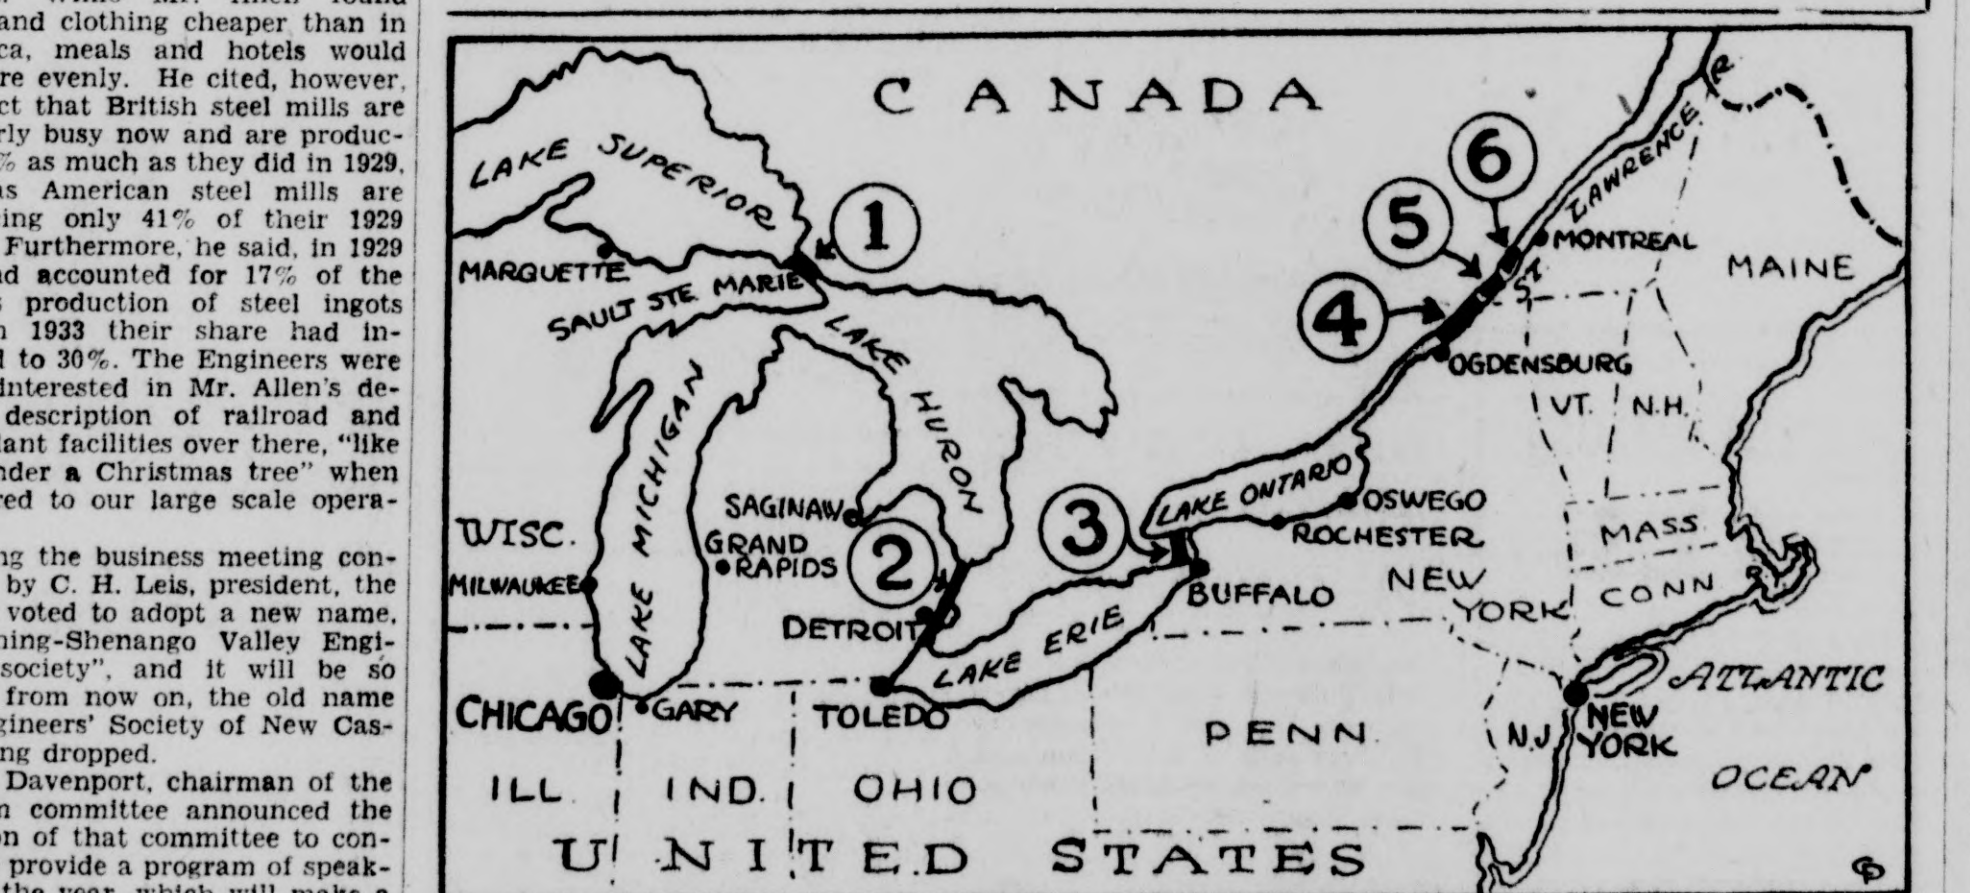 and clothing cheaper than in
ca, meals and hotels would
re evenly. He cited, however,
ct that British steel mills are
rly busy now and are produc-
% as much as they did in 1929,
as American steel mills are
ing only 41% of their 1929
Furthermore, he said, in 1929
ad accounted for 17% of the
s production of steel ingots
n 1933 their share had in-
d to 30%. The Engineers were
interested in Mr. Allen's de-
description of railroad and
lant facilities over there, "like
nder a Christmas tree" when
red to our large scale opera-
ng the business meeting con-
by C. H. Leis, president, the
voted to adopt a new name,
ning-Shenango Valley Engi-
society", and it will be so
from now on, the old name
gineers' Society of New Cas-
ng dropped.
Davenport, chairman of the
n committee announced the
on of that committee to con-
provide a program of speak-
the year, which will make a
CANADA
LAKE SUPERIOR
1
6
5
4
ST. LAWRENCE R.
MONTREAL
MAINE
MARQUETTE
SAULT STE. MARIE
LAKE HURON
OGDENSBURG
VT.
N.H.
LAKE MICHIGAN
SAGINAW
GRAND
RAPIDS
2
3
LAKE ONTARIO
OSWEGO
ROCHESTER
MASS.
WISC.
MILWAUKEE
DETROIT
LAKE ERIE
BUFFALO
NEW
YORK
CONN
CHICAGO
GARY
TOLEDO
PENN.
N.J.
NEW
YORK
ATLANTIC
OCEAN
ILL.
IND.
OHIO
UNITED STATES